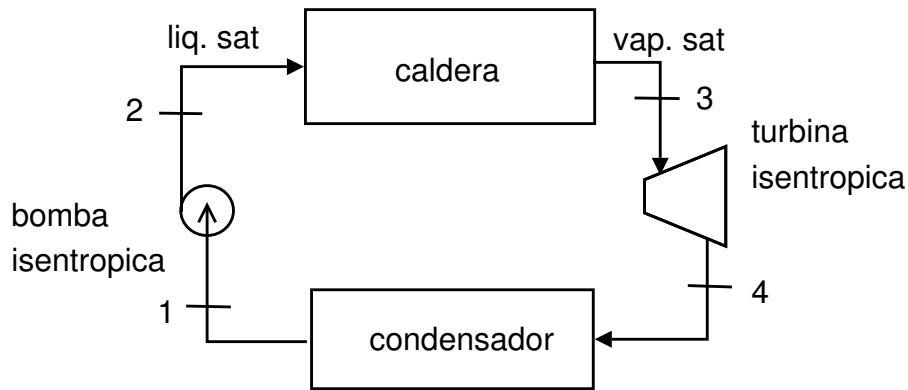 liq. sat
vap. sat
caldera
2
3
turbina
isentropica
bomba
isentropica
1
4
condensador